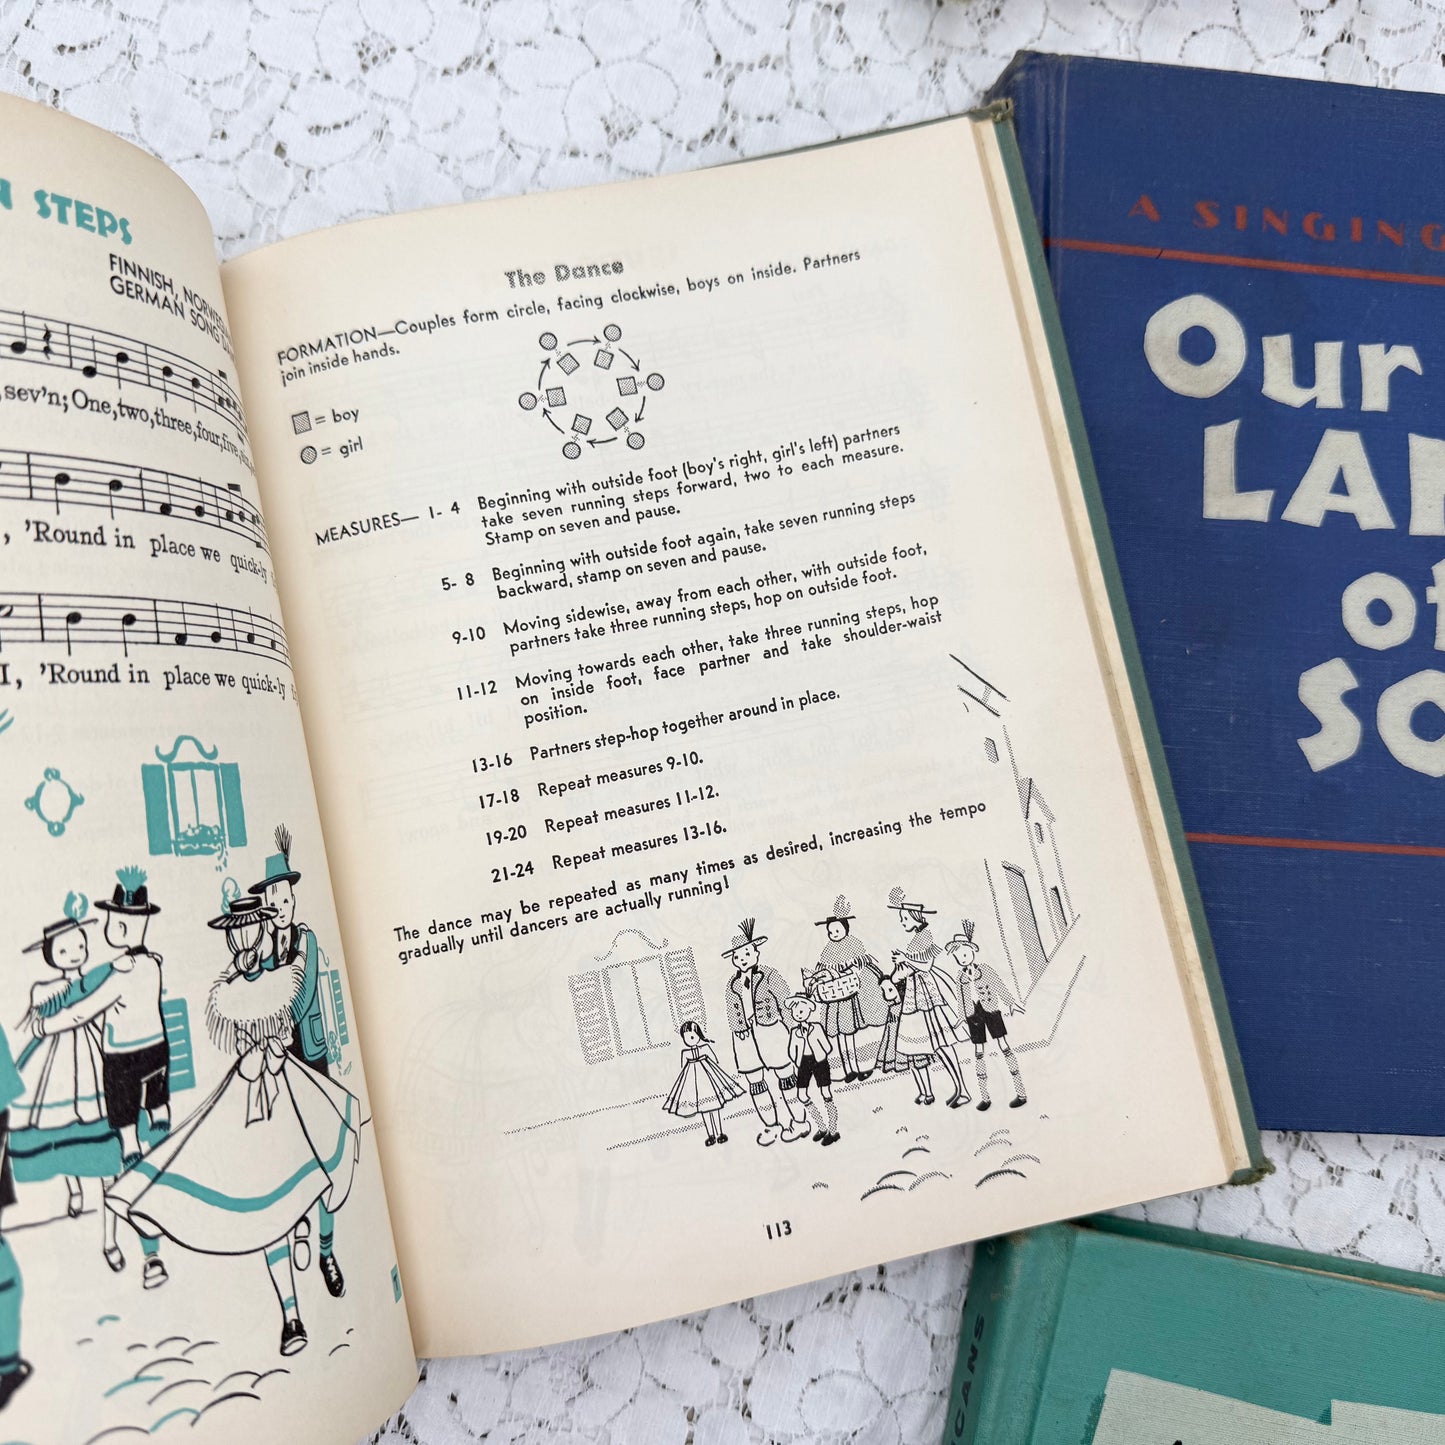 N STEPS
FINNISH, NORWEGIA
GERMAN SONG DAN
, sev'n; One, two, three, four, five,
, 'Round in place we quick-ly
I, 'Round in place we quick-ly
The Dance
FORMATION—Couples form circle, facing clockwise, boys on inside. Partners
join inside hands.
= boy
= girl
MEASURES— 1- 4 Beginning with outside foot (boy's right, girl's left) partners
take seven running steps forward, two to each measure.
Stamp on seven and pause.
5- 8 Beginning with outside foot again, take seven running steps
backward, stamp on seven and pause.
9-10 Moving sidewise, away from each other, with outside foot,
partners take three running steps, hop on outside foot.
11-12 Moving towards each other, take three running steps, hop
on inside foot, face partner and take shoulder-waist
position.
13-16 Partners step-hop together around in place.
17-18 Repeat measures 9-10.
19-20 Repeat measures 11-12.
21-24 Repeat measures 13-16.
The dance may be repeated as many times as desired, increasing the tempo
gradually until dancers are actually running!
113
A SINGING
Our
LA
of
SO
ICANS